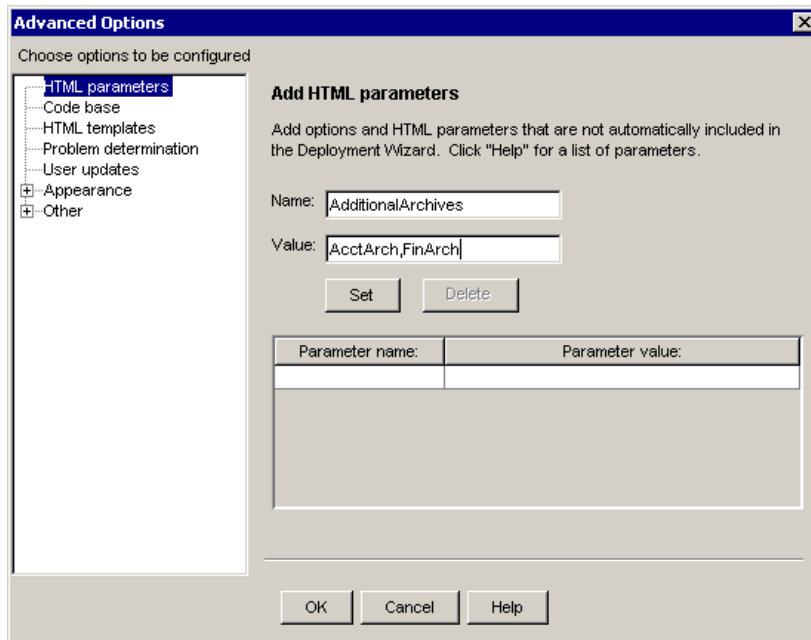 Advanced Options
Choose options to be configured
HTML parameters
Code base
HTML templates
Problem determination
User updates
Appearance
Other
Add HTML parameters
Add options and HTML parameters that are not automatically included in
the Deployment Wizard. Click "Help" for a list of parameters.
Name: AdditionalArchives
Value: AcctArch,FinArch
Set Delete
Parameter name: Parameter value:
OK Cancel Help